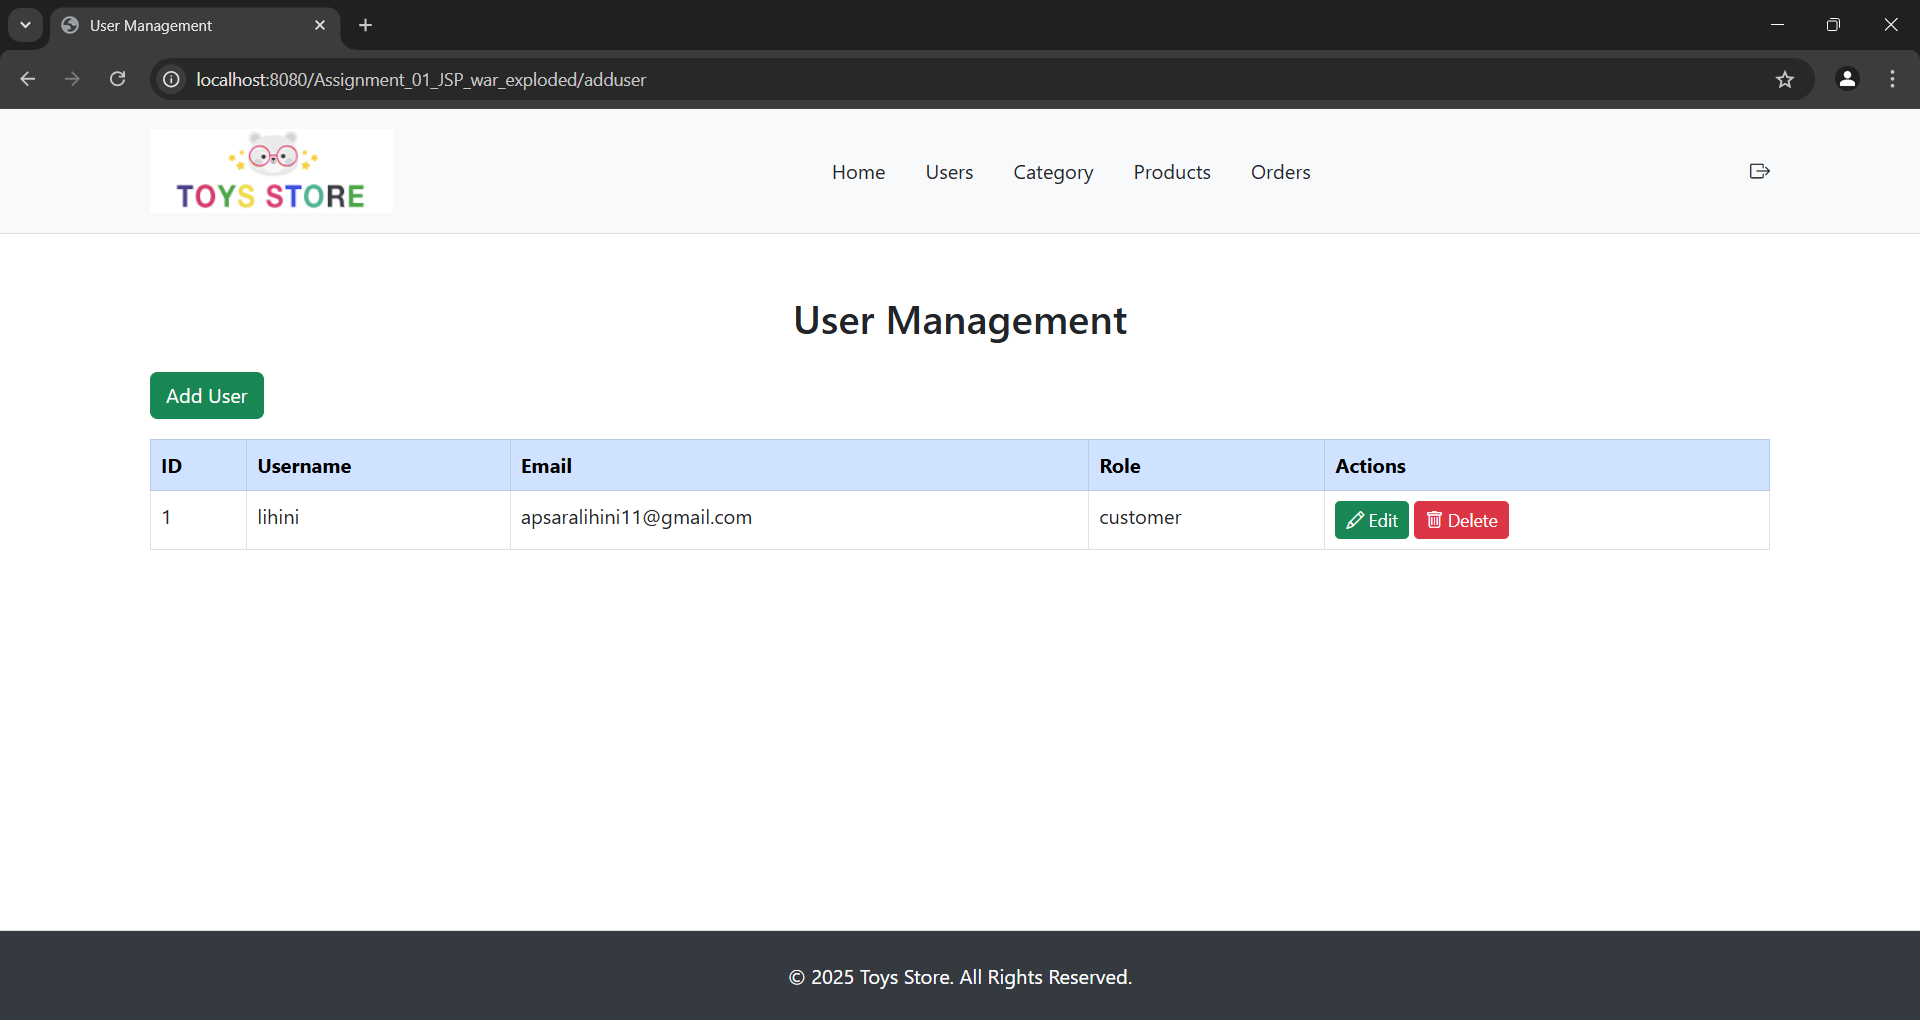 User Management
localhost:8080/Assignment_01_JSP_war_exploded/adduser
TOYS STORE
Home Users Category Products Orders
User Management
Add User
ID Username Email Role Actions
1 lihini apsaralihini11@gmail.com customer Edit Delete
© 2025 Toys Store. All Rights Reserved.